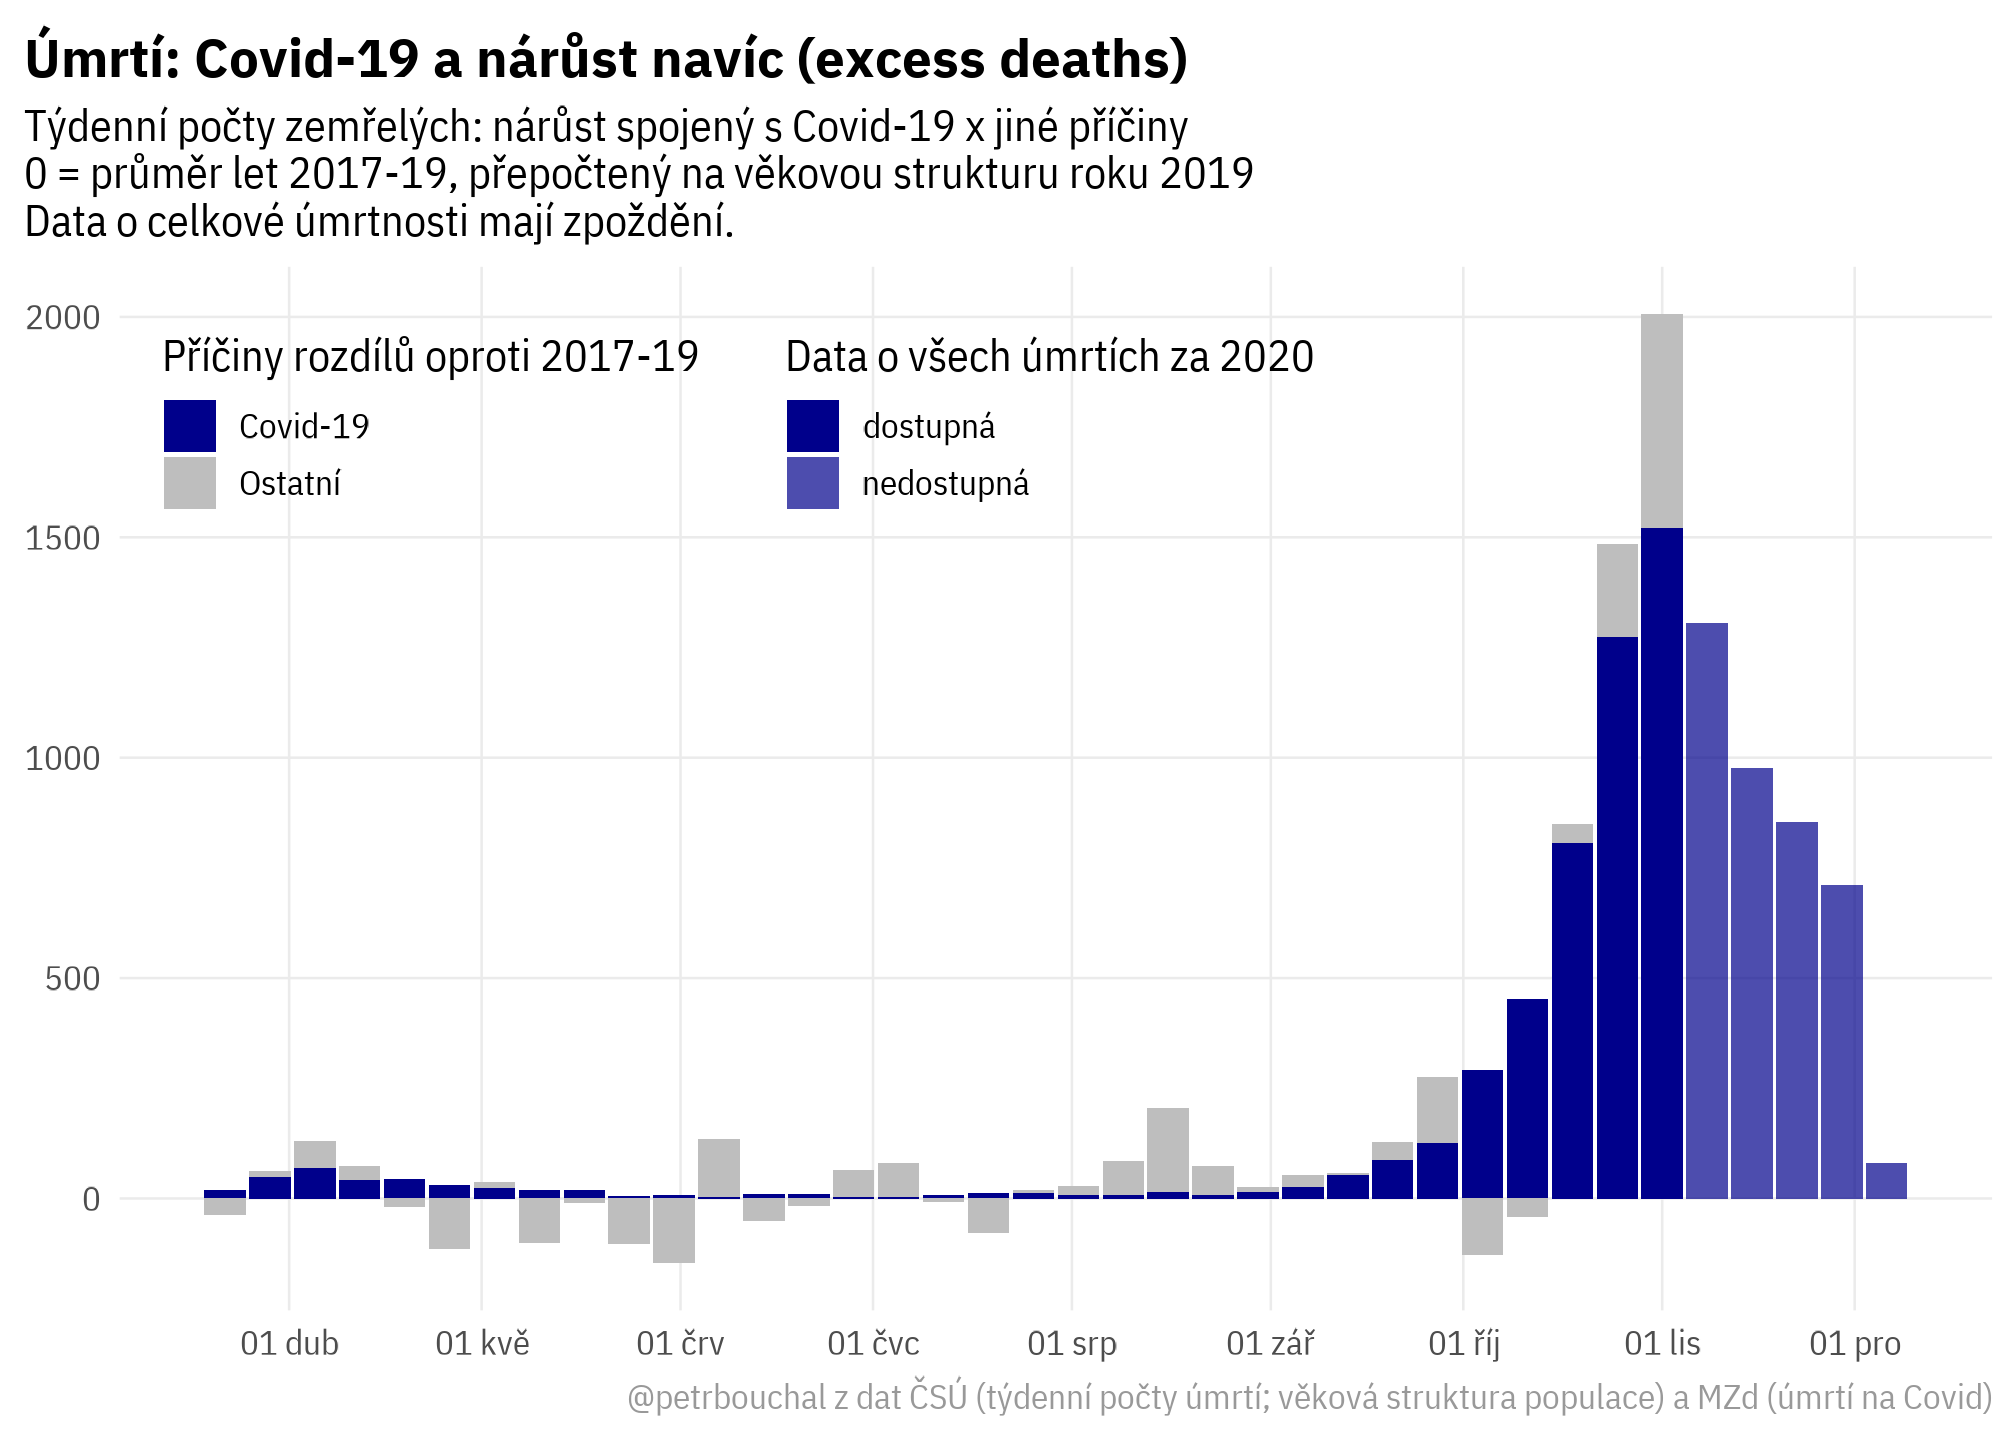 Úmrtí: Covid-19 a nárůst navíc (excess deaths)
Týdenní počty zemřelých: nárůst spojený s Covid-19 x jiné příčiny
0 = průměr let 2017-19, přepočtený na věkovou strukturu roku 2019
Data o celkové úmrtnosti mají zpoždění.
2000
1500
1000
500
0
Příčiny rozdílů oproti 2017-19
Covid-19
Ostatní
Data o všech úmrtích za 2020
dostupná
nedostupná
01 dub 01 kvě 01 črv 01 čvc 01 srp 01 zář 01 říj 01 lis 01 pro
@petrbouchal z dat ČSÚ (týdenní počty úmrtí; věková struktura populace) a MZd (úmrtí na Covid)